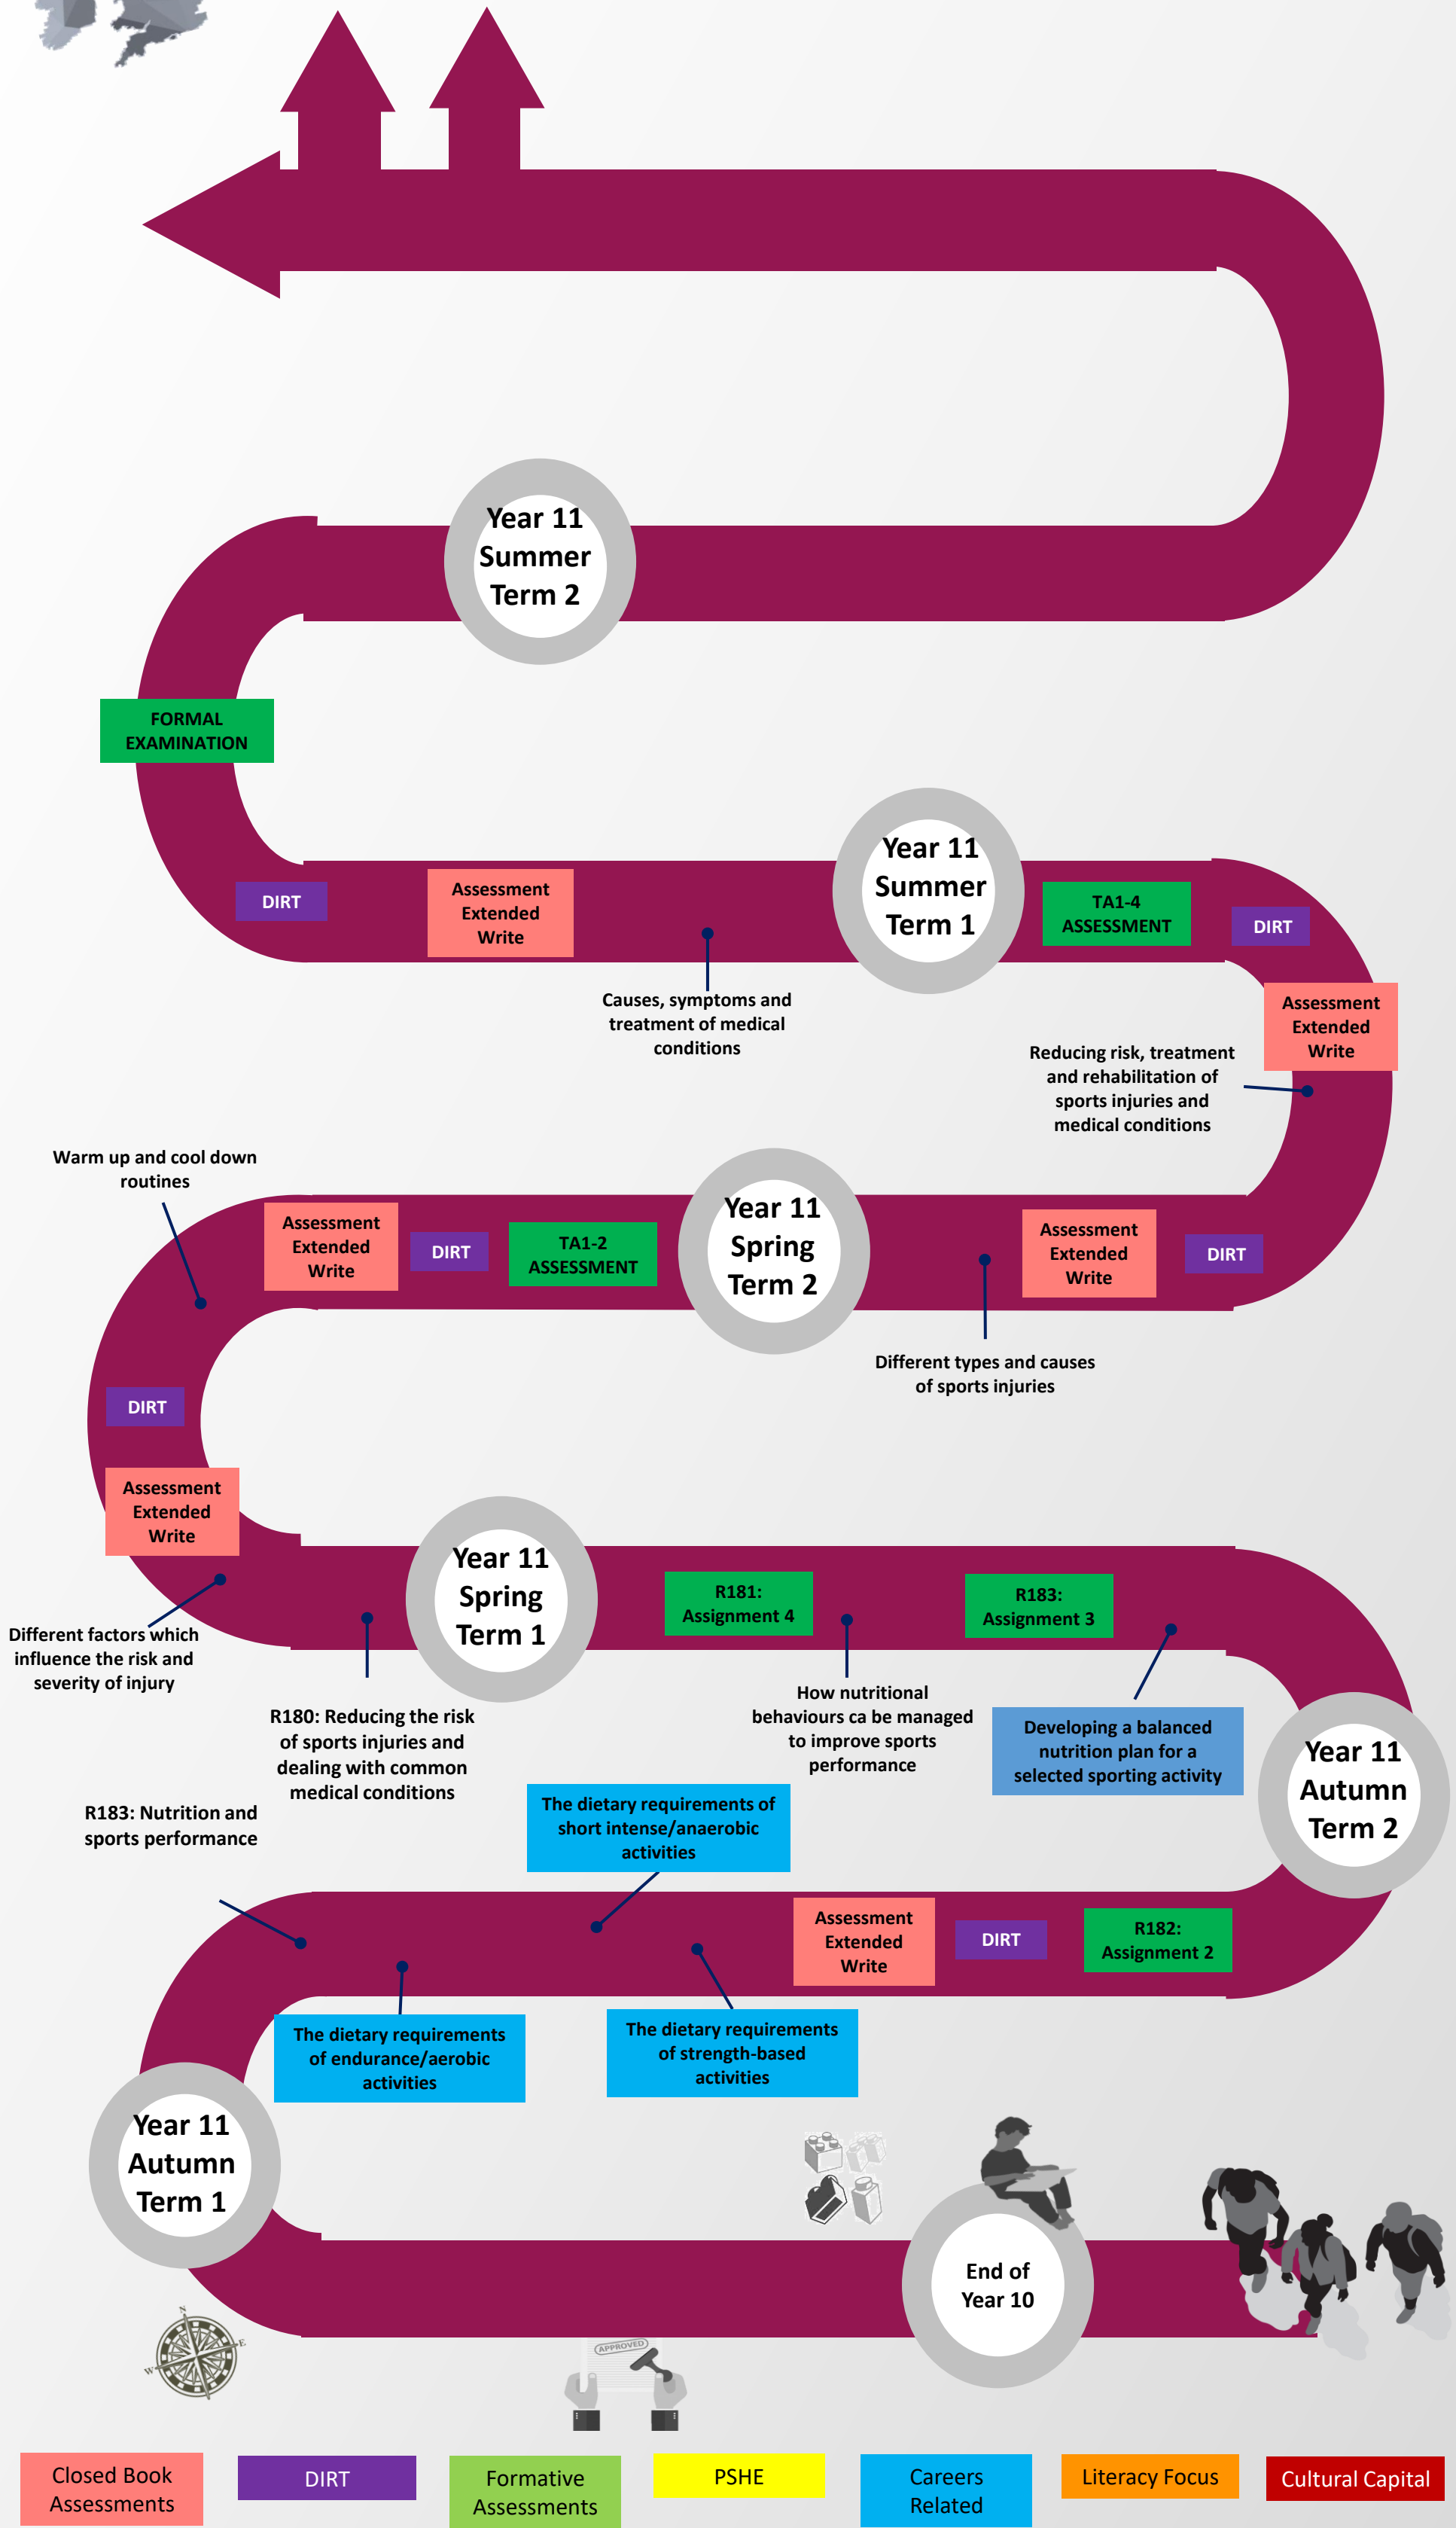 Year 11
Summer
Term 2
FORMAL
EXAMINATION
Year 11
Summer
Term 1
DIRT
Assessment
Extended
Write
TA1-4
ASSESSMENT
DIRT
Causes, symptoms and
treatment of medical
conditions
Assessment
Extended
Write
Reducing risk, treatment
and rehabilitation of
sports injuries and
medical conditions
Warm up and cool down
routines
Assessment
Extended
Write
DIRT
TA1-2
ASSESSMENT
Year 11
Spring
Term 2
Assessment
Extended
Write
DIRT
Different types and causes
of sports injuries
DIRT
Assessment
Extended
Write
Year 11
Spring
Term 1
R181:
Assignment 4
R183:
Assignment 3
Different factors which
influence the risk and
severity of injury
R180: Reducing the risk
of sports injuries and
dealing with common
medical conditions
How nutritional
behaviours ca be managed
to improve sports
performance
Developing a balanced
nutrition plan for a
selected sporting activity
Year 11
Autumn
Term 2
R183: Nutrition and
sports performance
The dietary requirements of
short intense/anaerobic
activities
Assessment
Extended
Write
DIRT
R182:
Assignment 2
The dietary requirements
of endurance/aerobic
activities
The dietary requirements
of strength-based
activities
Year 11
Autumn
Term 1
End of
Year 10
N
E
W
S
APPROVED
Closed Book
Assessments
DIRT
Formative
Assessments
PSHE
Careers
Related
Literacy Focus
Cultural Capital